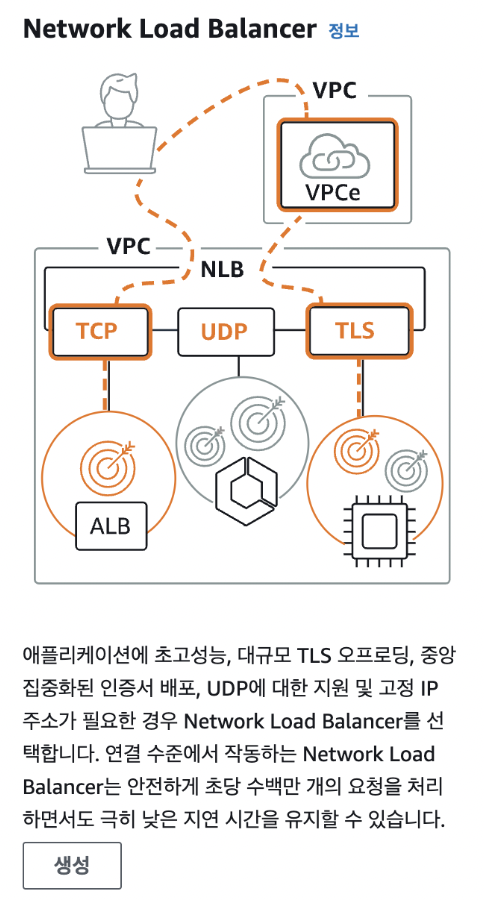 Network Load Balancer 정보
VPC
VPCe
VPC
NLB
TCP
UDP
TLS
ALB
애플리케이션에 초고성능, 대규모 TLS 오프로딩, 중앙
집중화된 인증서 배포, UDP에 대한 지원 및 고정 IP
주소가 필요한 경우 Network Load Balancer를 선
택합니다. 연결 수준에서 작동하는 Network Load
Balancer는 안전하게 초당 수백만 개의 요청을 처리
하면서도 극히 낮은 지연 시간을 유지할 수 있습니다.
생성